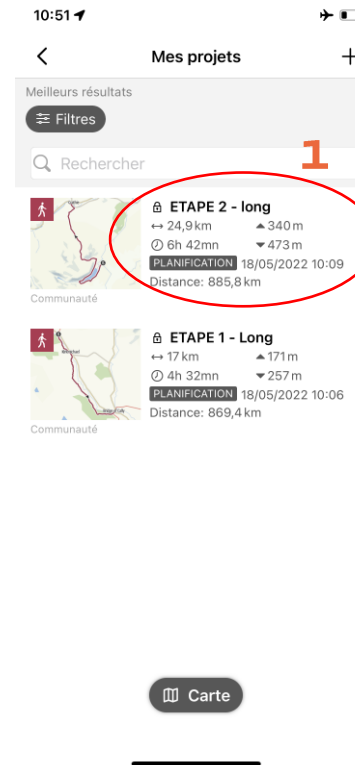 10:51
Mes projets
Meilleurs résultats
Filtres
Rechercher
1
ETAPE 2 - long
24,9 km 340 m
6h 42mn 473 m
PLANIFICATION 18/05/2022 10:09
Distance: 885,8 km
Communauté
ETAPE 1 - Long
17 km 171 m
4h 32mn 257 m
PLANIFICATION 18/05/2022 10:06
Distance: 869,4 km
Communauté
Carte